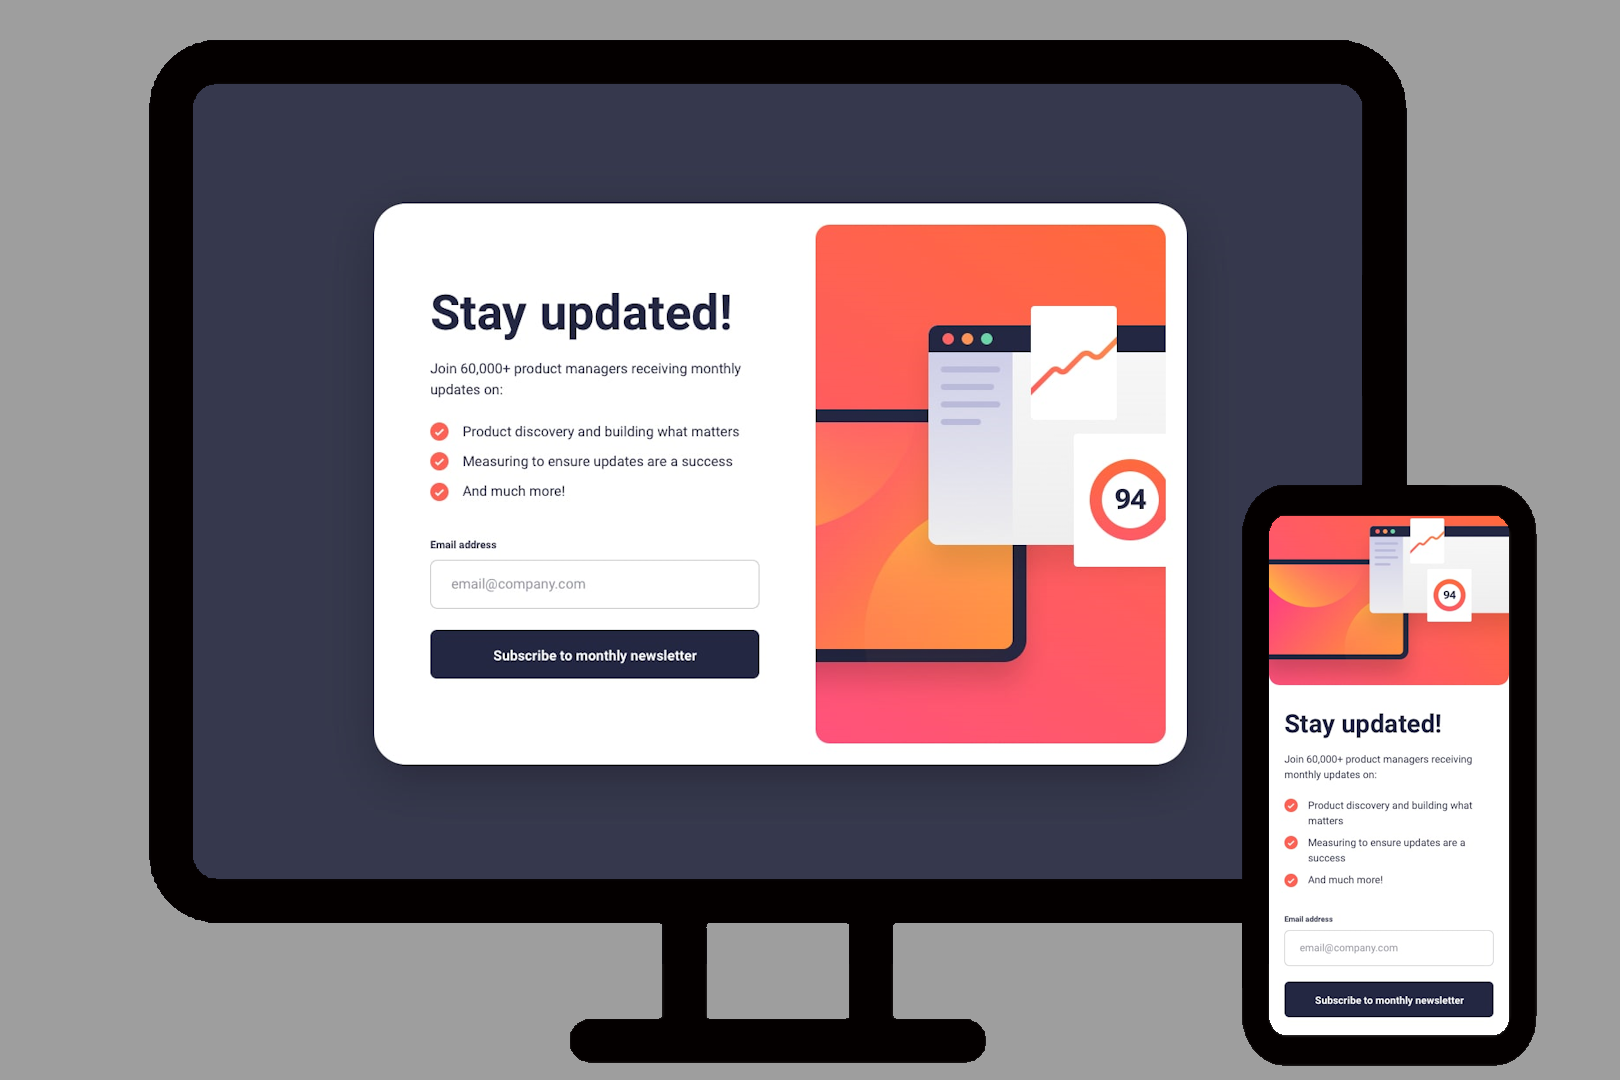 Stay updated!
Join 60,000+ product managers receiving monthly
updates on:
Product discovery and building what matters
Measuring to ensure updates are a success
And much more!
Email address
email@company.com
Subscribe to monthly newsletter
94
94
Stay updated!
Join 60,000+ product managers receiving
monthly updates on:
Product discovery and building what
matters
Measuring to ensure updates are a
success
And much more!
Email address
email@company.com
Subscribe to monthly newsletter